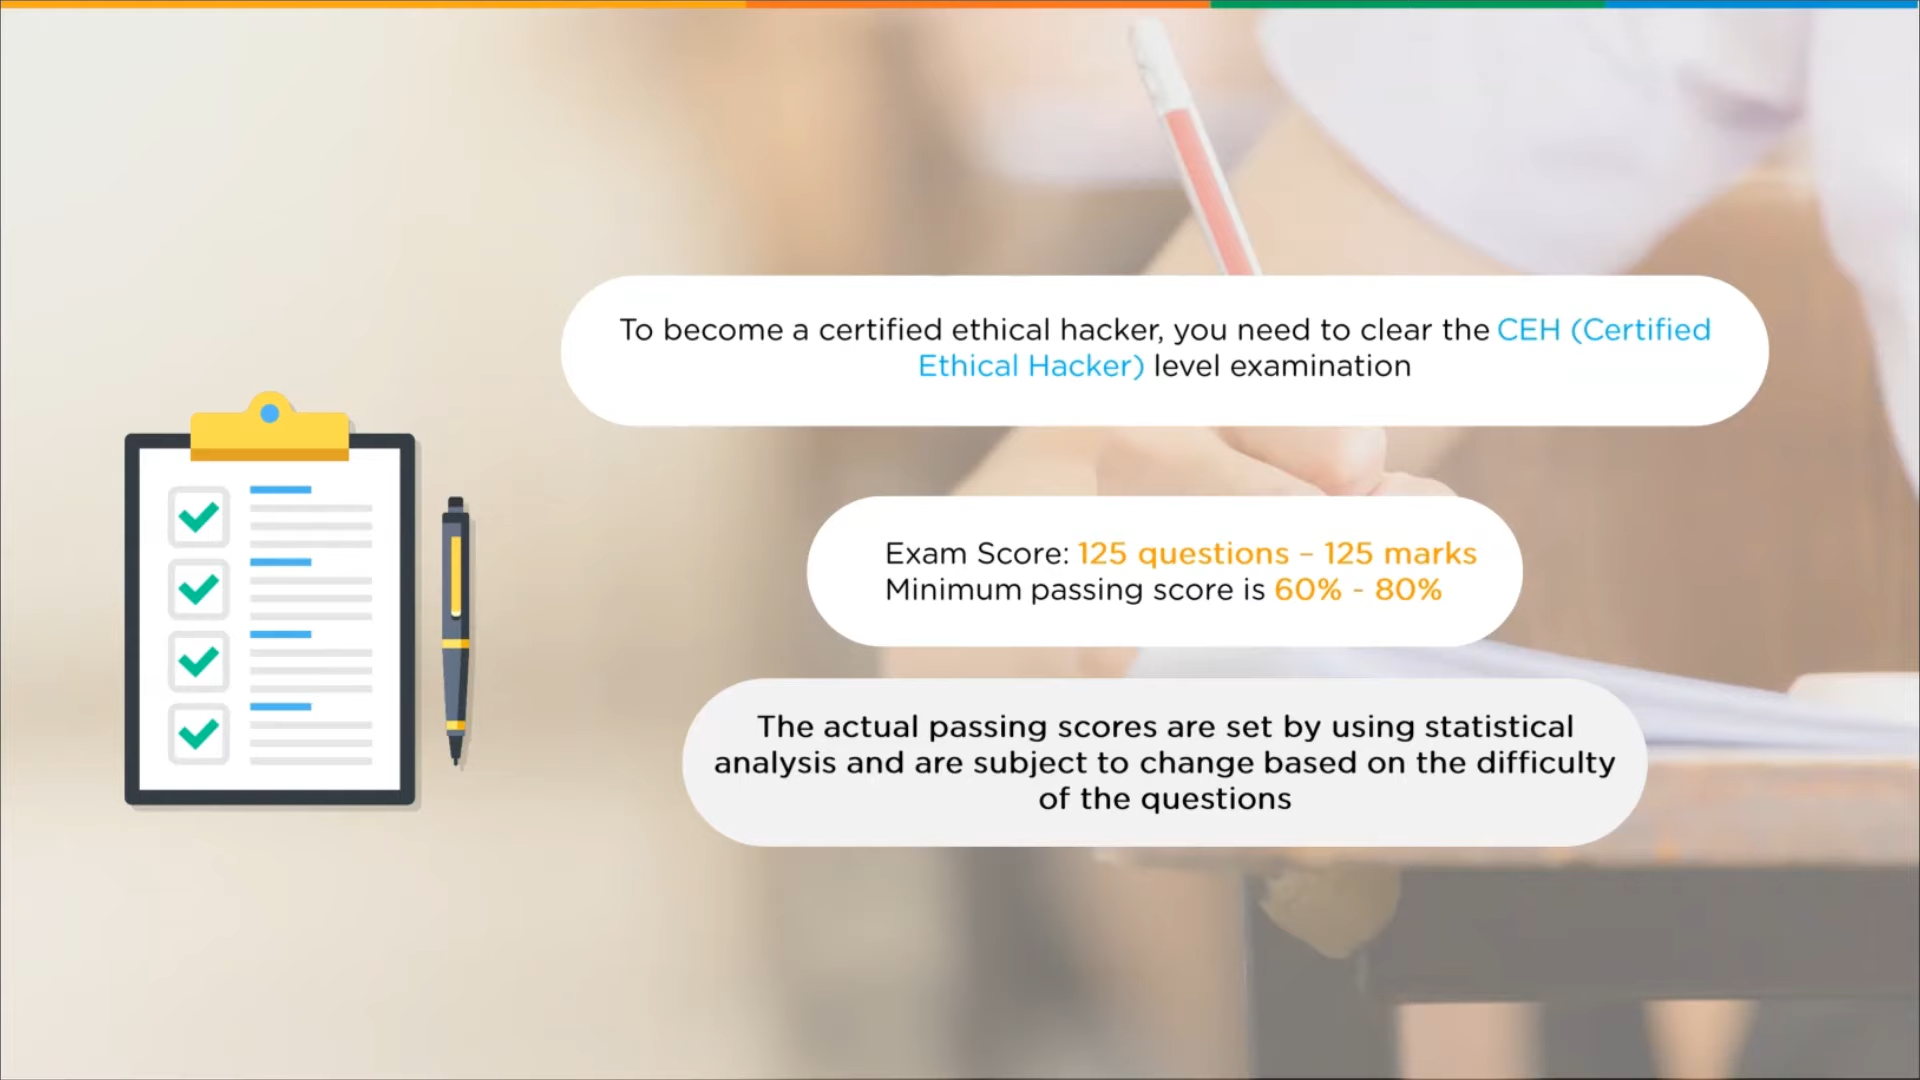 To become a certified ethical hacker, you need to clear the CEH (Certified
Ethical Hacker) level examination
Exam Score: 125 questions – 125 marks
Minimum passing score is 60% - 80%
The actual passing scores are set by using statistical
analysis and are subject to change based on the difficulty
of the questions